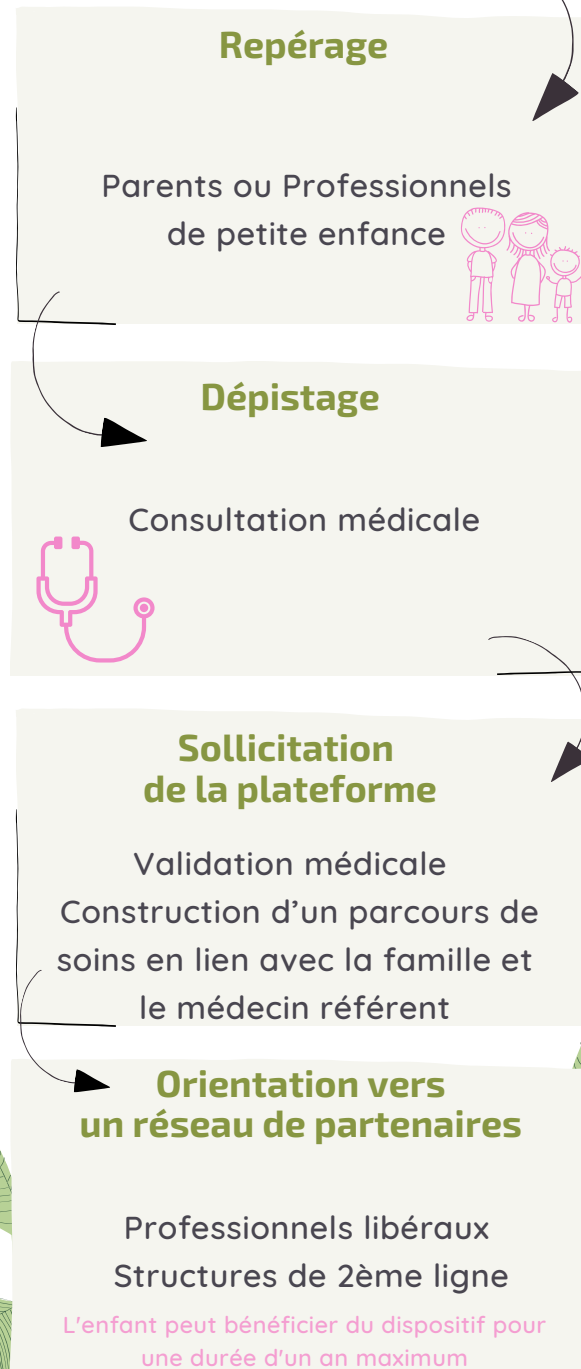 Repérage
Parents ou Professionnels
de petite enfance
Dépistage
Consultation médicale
Sollicitation
de la plateforme
Validation médicale
Construction d’un parcours de
soins en lien avec la famille et
le médecin référent
Orientation vers
un réseau de partenaires
Professionnels libéraux
Structures de 2ème ligne
L'enfant peut bénéficier du dispositif pour
une durée d'un an maximum